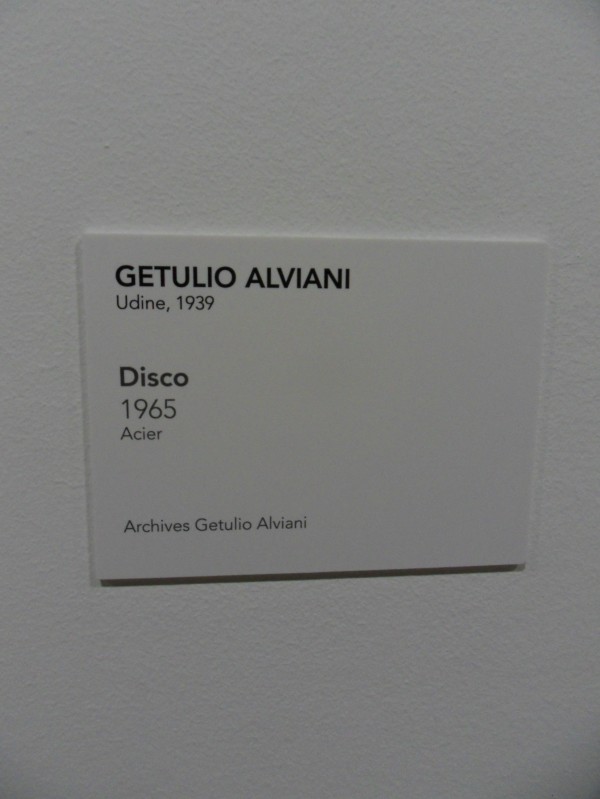 GETULIO ALVIANI
Udine, 1939
Disco
1965
Acier
Archives Getulio Alviani